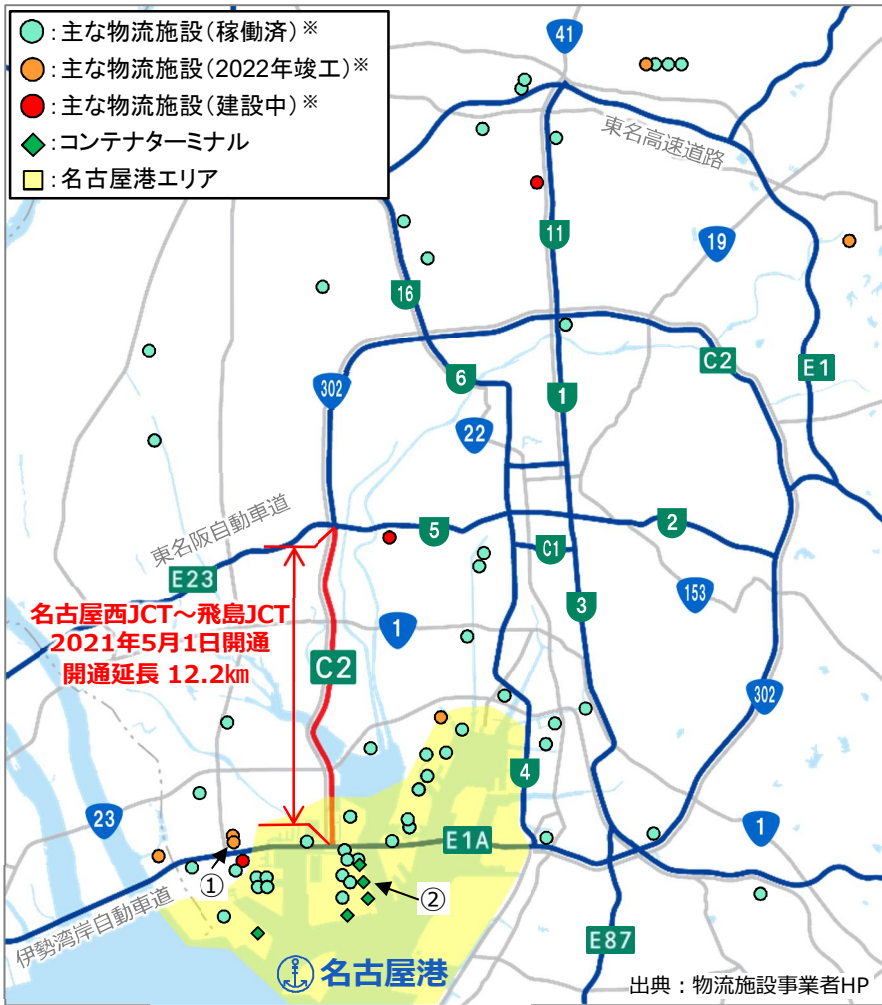 ：主な物流施設（稼働済）※
：主な物流施設（2022年竣工）※
：主な物流施設（建設中）※
：コンテナターミナル
：名古屋港エリア
41
東名高速道路
11
19
16
302
6
1
C2
E1
22
東名阪自動車道
5
2
C1
E23
153
3
名古屋西JCT～飛島JCT
2021年5月1日開通
開通延長 12.2㎞
1
C2
302
4
23
E1A
1
①
②
伊勢湾岸自動車道
E87
名古屋港
出典：物流施設事業者HP